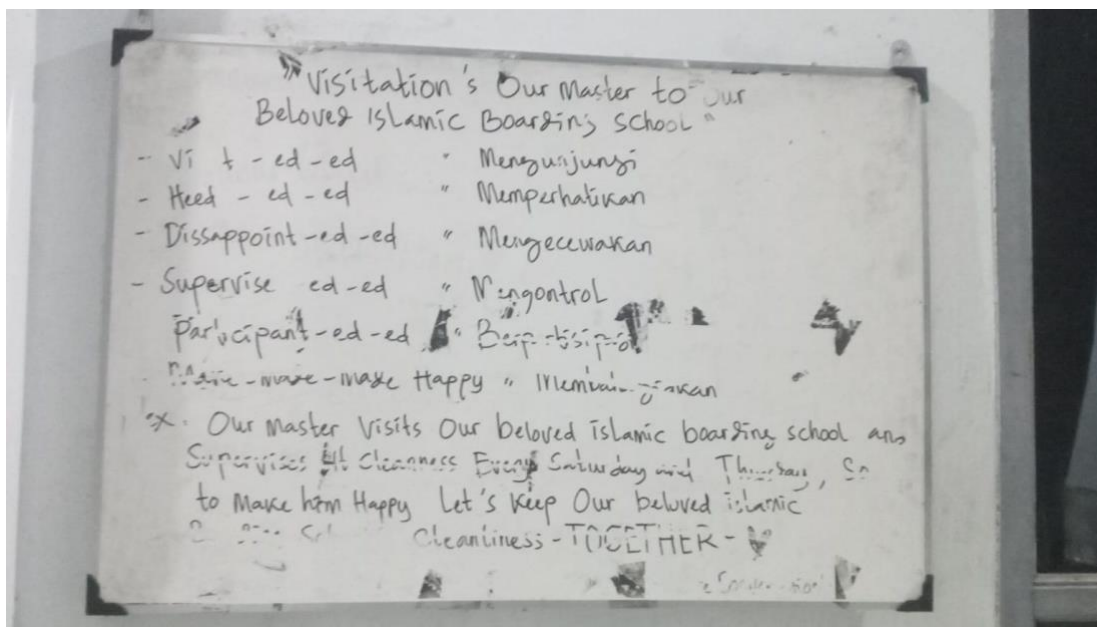 "Visitation's Our Master to Our
Beloved Islamic Boarding School"
- Vi t - ed - ed " Mengunjungi
- Heed - ed - ed " Memperhatikan
- Dissappoint - ed - ed " Mengecewakan
- Supervise ed - ed " Mengontrol
Participant - ed - ed "
make - made Happy "
* Our Master Visits Our beloved islamic boarding school and
Supervises Cleanness Every Saturday and Thursday, So
to Make him Happy Let's Keep Our beloved islamic
Cleanliness - TOGETHER -